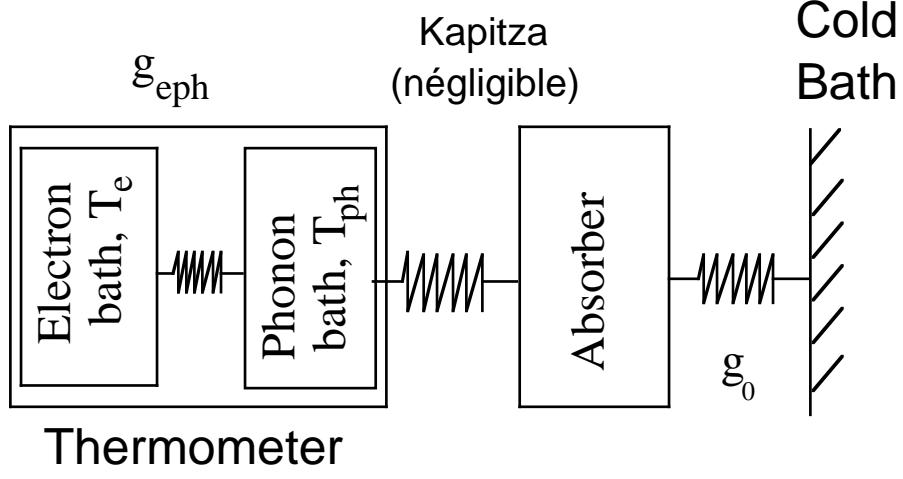 Cold
Bath
Kapitza
(négligible)
g_eph
Electron
bath, T_e
Phonon
bath, T_ph
Absorber
g_0
Thermometer